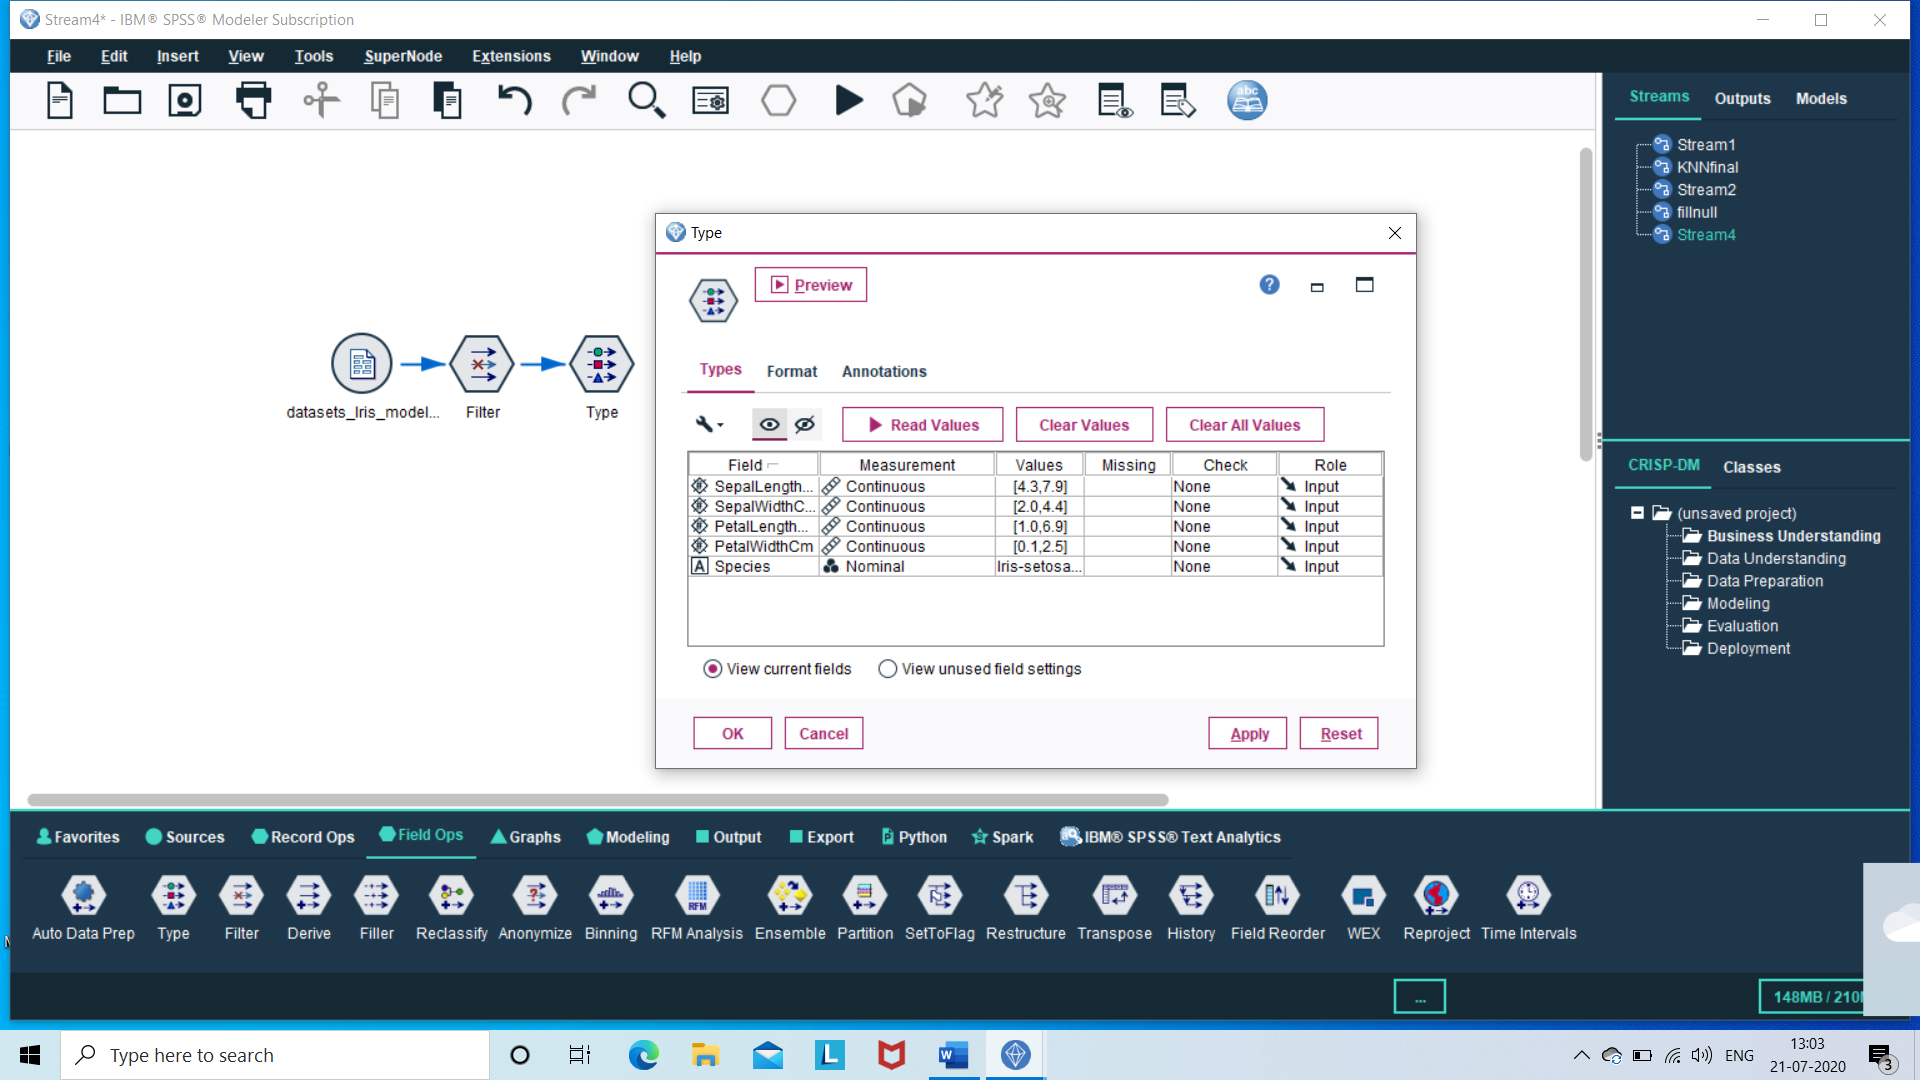 Stream4* - IBM® SPSS® Modeler Subscription
File Edit Insert View Tools SuperNode Extensions Window Help
abc
Streams Outputs Models
Stream1
KNNfinal
Stream2
fillnull
Stream4
datasets_Iris_model... Filter Type
Type
Preview
?
Types Format Annotations
Read Values Clear Values Clear All Values
Field Measurement Values Missing Check Role
SepalLength... Continuous [4.3,7.9] None Input
SepalWidthC... Continuous [2.0,4.4] None Input
PetalLength... Continuous [1.0,6.9] None Input
PetalWidthCm Continuous [0.1,2.5] None Input
A Species Nominal Iris-setosa... None Input
View current fields View unused field settings
OK Cancel Apply Reset
CRISP-DM Classes
(unsaved project)
Business Understanding
Data Understanding
Data Preparation
Modeling
Evaluation
Deployment
Favorites Sources Record Ops Field Ops Graphs Modeling Output Export Python Spark IBM® SPSS® Text Analytics
RFM
Auto Data Prep Type Filter Derive Filler Reclassify Anonymize Binning RFM Analysis Ensemble Partition SetToFlag Restructure Transpose History Field Reorder WEX Reproject Time Intervals
... 148MB / 210
Type here to search
L
W
ENG
13:03
21-07-2020
3